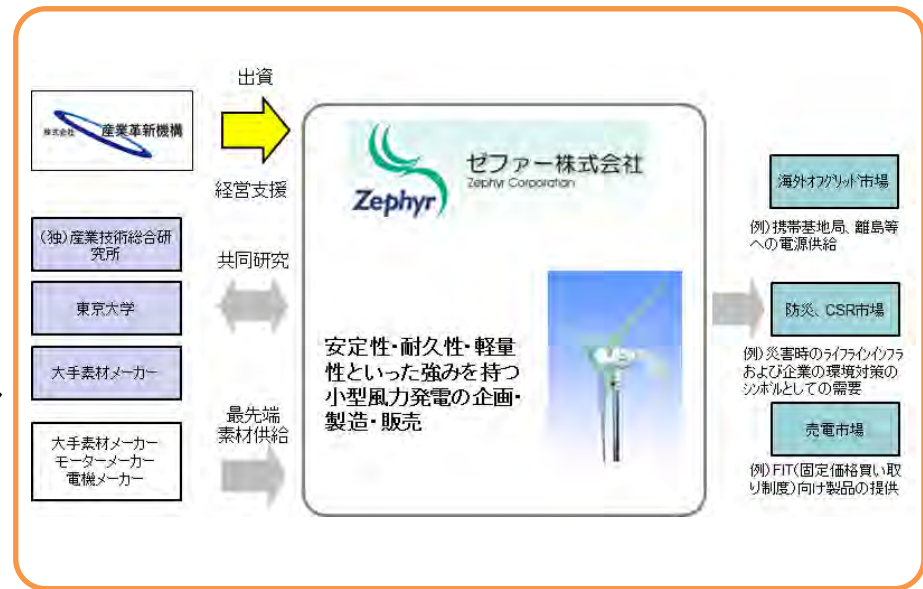 出資
株式会社 産業革新機構
経営支援
(独)産業技術総合研
究所
共同研究
東京大学
大手素材メーカー
最先端
素材供給
大手素材メーカー
モーターメーカー
電機メーカー
Zephyr
ゼファー株式会社
Zephyr Corporation
安定性・耐久性・軽量
性といった強みを持つ
小型風力発電の企画・
製造・販売
海外オフグリッド市場
例)携帯基地局、離島等
への電源供給
防災、CSR市場
例)災害時のライフラインインフラ
および企業の環境対策の
シンボルとしての需要
売電市場
例)FIT(固定価格買い取
り制度)向け製品の提供